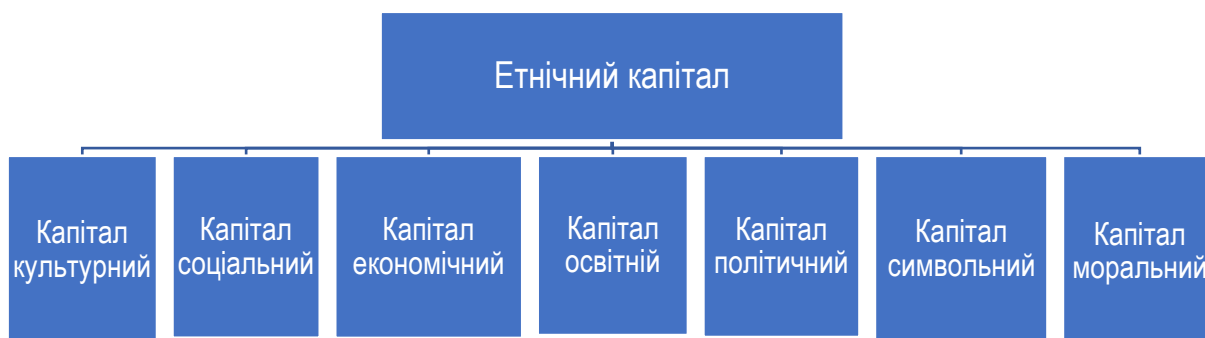 Етнічний капітал
Капітал
культурний
Капітал
соціальний
Капітал
економічний
Капітал
освітній
Капітал
політичний
Капітал
символьний
Капітал
моральний